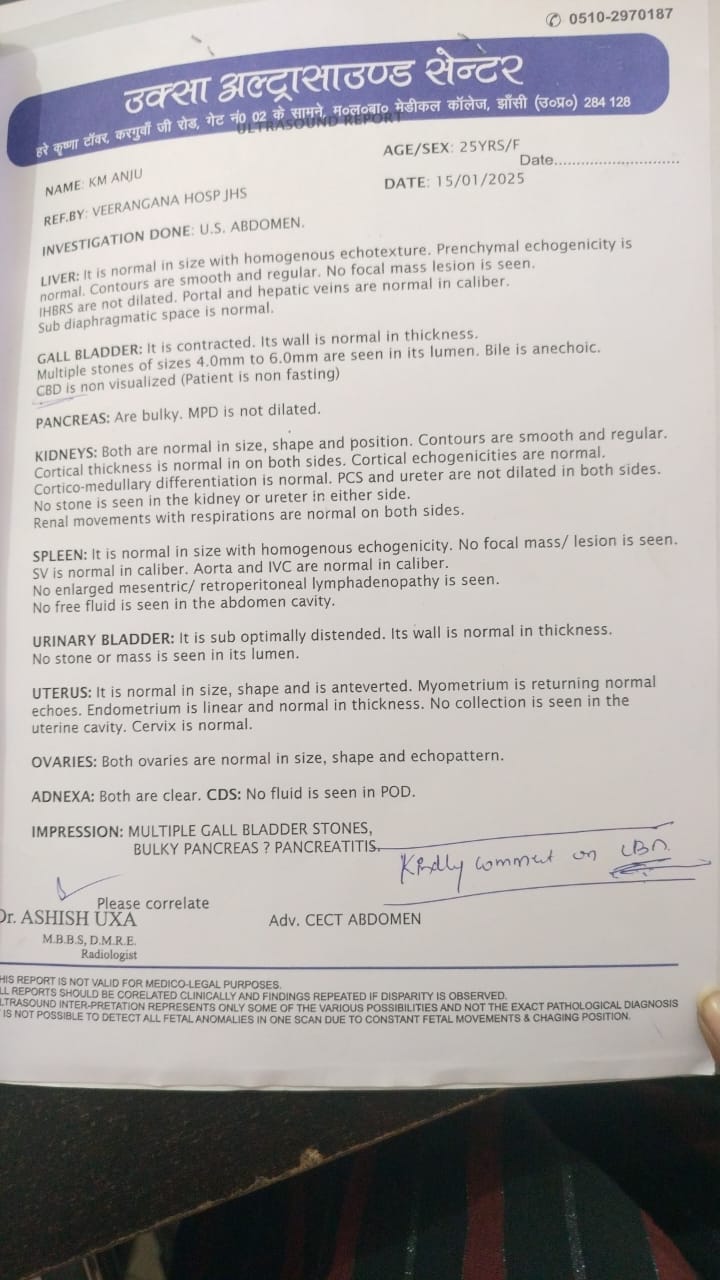 ✆ 0510-2970187
उक्सा अल्ट्रासाउण्ड सेन्टर
हरे कृष्णा टॉवर, करगुवाँ जी रोड, गेट नं0 02 के सामने, म०ल०बा० मेडीकल कॉलेज, झाँसी (उ०प्र०) 284 128
ULTRASOUND REPORT
AGE/SEX: 25YRS/F
Date..............................
NAME: KM ANJU
DATE: 15/01/2025
REF.BY: VEERANGANA HOSP JHS
INVESTIGATION DONE: U.S. ABDOMEN.
LIVER: It is normal in size with homogenous echotexture. Prenchymal echogenicity is
normal. Contours are smooth and regular. No focal mass lesion is seen.
IHBRS are not dilated. Portal and hepatic veins are normal in caliber.
Sub diaphragmatic space is normal.
GALL BLADDER: It is contracted. Its wall is normal in thickness.
Multiple stones of sizes 4.0mm to 6.0mm are seen in its lumen. Bile is anechoic.
CBD is non visualized (Patient is non fasting)
PANCREAS: Are bulky. MPD is not dilated.
KIDNEYS: Both are normal in size, shape and position. Contours are smooth and regular.
Cortical thickness is normal in on both sides. Cortical echogenicities are normal.
Cortico-medullary differentiation is normal. PCS and ureter are not dilated in both sides.
No stone is seen in the kidney or ureter in either side.
Renal movements with respirations are normal on both sides.
SPLEEN: It is normal in size with homogenous echogenicity. No focal mass/ lesion is seen.
SV is normal in caliber. Aorta and IVC are normal in caliber.
No enlarged mesentric/ retroperitoneal lymphadenopathy is seen.
No free fluid is seen in the abdomen cavity.
URINARY BLADDER: It is sub optimally distended. Its wall is normal in thickness.
No stone or mass is seen in its lumen.
UTERUS: It is normal in size, shape and is anteverted. Myometrium is returning normal
echoes. Endometrium is linear and normal in thickness. No collection is seen in the
uterine cavity. Cervix is normal.
OVARIES: Both ovaries are normal in size, shape and echopattern.
ADNEXA: Both are clear. CDS: No fluid is seen in POD.
IMPRESSION: MULTIPLE GALL BLADDER STONES,
BULKY PANCREAS ? PANCREATITIS.
Kindly comment on CBD.
Please correlate
Dr. ASHISH UXA
Adv. CECT ABDOMEN
M.B.B.S, D.M.R.E.
Radiologist
HIS REPORT IS NOT VALID FOR MEDICO-LEGAL PURPOSES.
LL REPORTS SHOULD BE CORELATED CLINICALLY AND FINDINGS REPEATED IF DISPARITY IS OBSERVED.
LTRASOUND INTER-PRETATION REPRESENTS ONLY SOME OF THE VARIOUS POSSIBILITIES AND NOT THE EXACT PATHOLOGICAL DIAGNOSIS
IS NOT POSSIBLE TO DETECT ALL FETAL ANOMALIES IN ONE SCAN DUE TO CONSTANT FETAL MOVEMENTS & CHAGING POSITION.